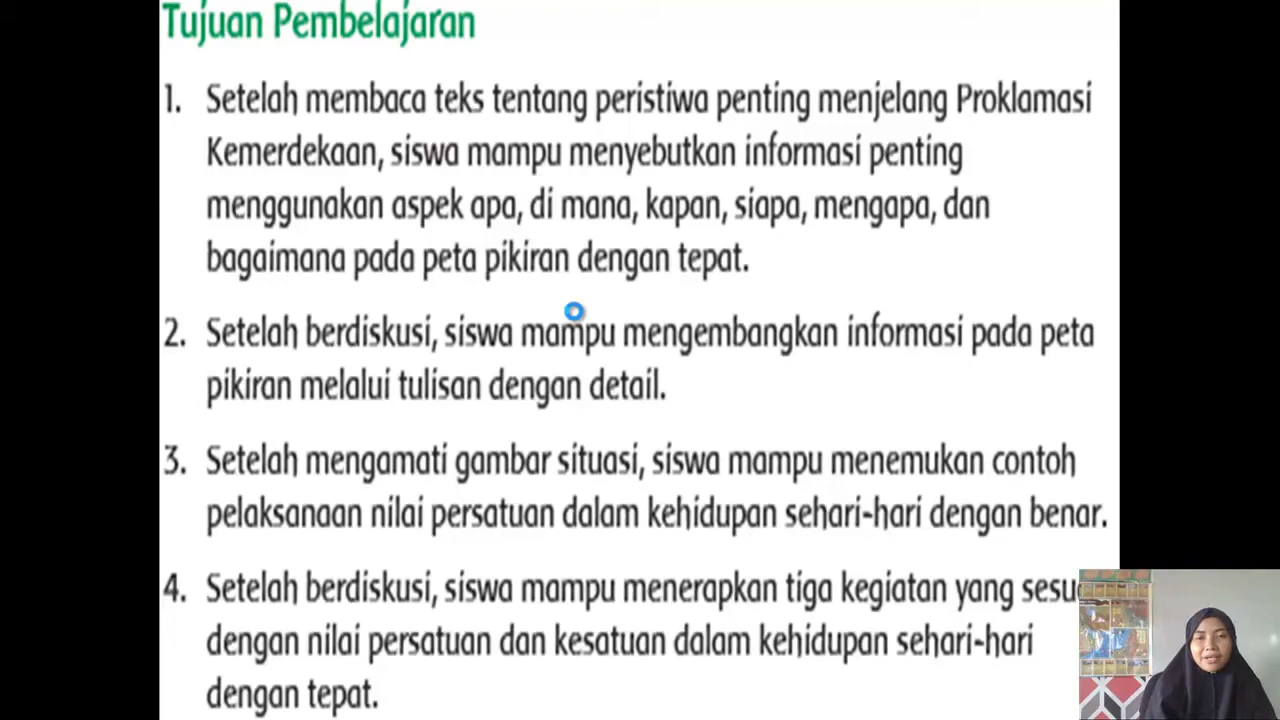 Tujuan Pembelajaran
1. Setelah membaca teks tentang peristiwa penting menjelang Proklamasi
Kemerdekaan, siswa mampu menyebutkan informasi penting
menggunakan aspek apa, di mana, kapan, siapa, mengapa, dan
bagaimana pada peta pikiran dengan tepat.
2. Setelah berdiskusi, siswa mampu mengembangkan informasi pada peta
pikiran melalui tulisan dengan detail.
3. Setelah mengamati gambar situasi, siswa mampu menemukan contoh
pelaksanaan nilai persatuan dalam kehidupan sehari-hari dengan benar.
4. Setelah berdiskusi, siswa mampu menerapkan tiga kegiatan yang
dengan nilai persatuan dan kesatuan dalam kehidupan sehari-hari
dengan tepat.